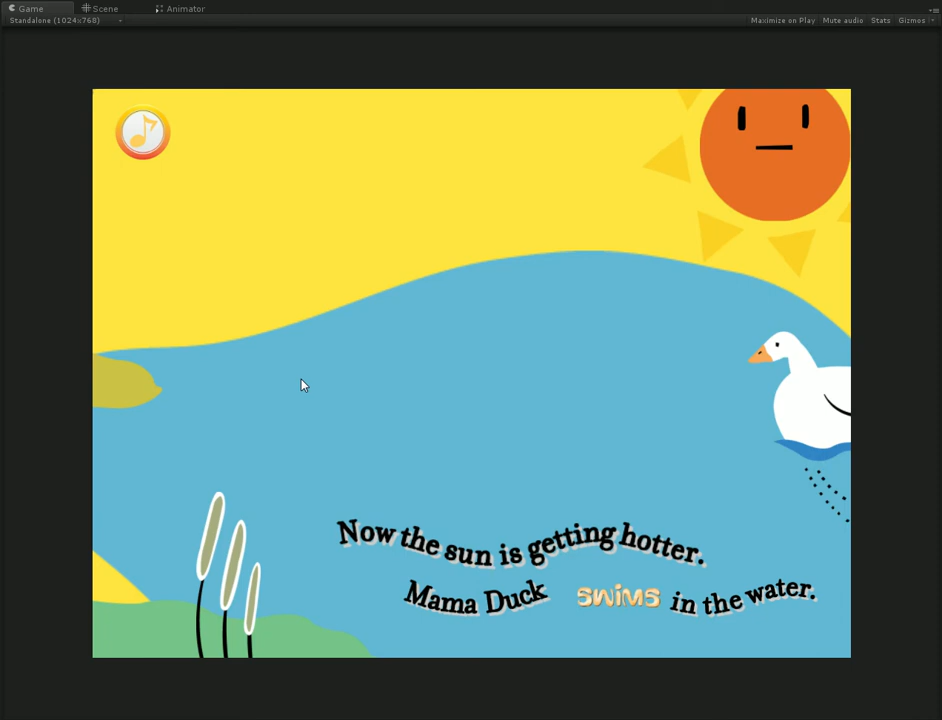 Game Scene Animator
Standalone (1024x768) Maximize on Play Mute audio Stats Gizmos
Now the sun is getting hotter.
Mama Duck swims in the water.